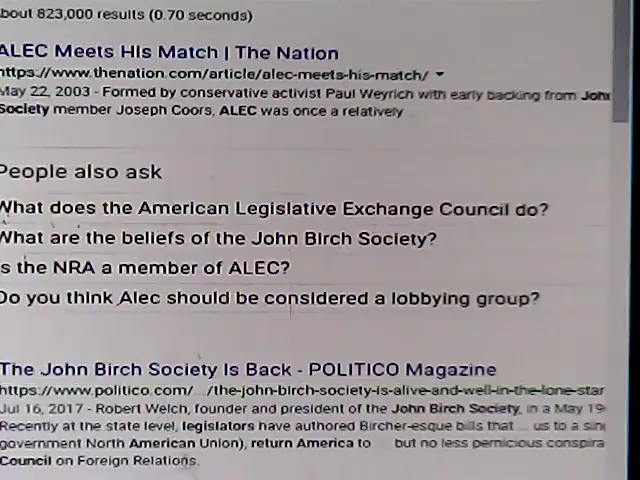 bout 823,000 results (0.70 seconds)
ALEC Meets His Match | The Nation
https://www.thenation.com/article/alec-meets-his-match/
May 22, 2003 - Formed by conservative activist Paul Weyrich with early backing from John
Society member Joseph Coors, ALEC was once a relatively
People also ask
What does the American Legislative Exchange Council do?
What are the beliefs of the John Birch Society?
s the NRA a member of ALEC?
Do you think Alec should be considered a lobbying group?
The John Birch Society Is Back - POLITICO Magazine
https://www.politico.com/.../the-john-birch-society-is-alive-and-well-in-the-lone-star
Jul 16, 2017 - Robert Welch, founder and president of the John Birch Society, in a May 19
Recently at the state level, legislators have authored Bircher-esque bills that ... us to a sin
government North American Union), return America to but no less pernicious conspira
Council on Foreign Relations.